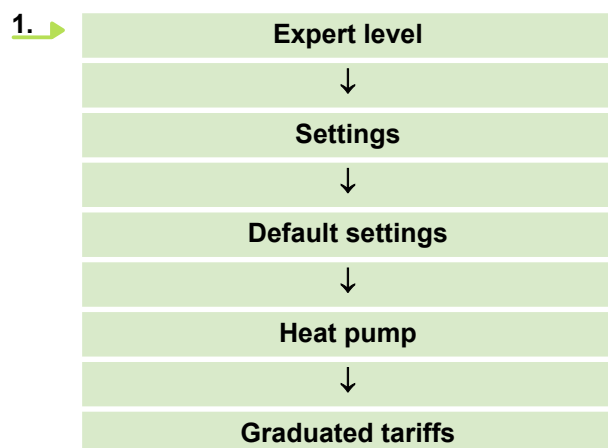 1.
Expert level
↓
Settings
↓
Default settings
↓
Heat pump
↓
Graduated tariffs